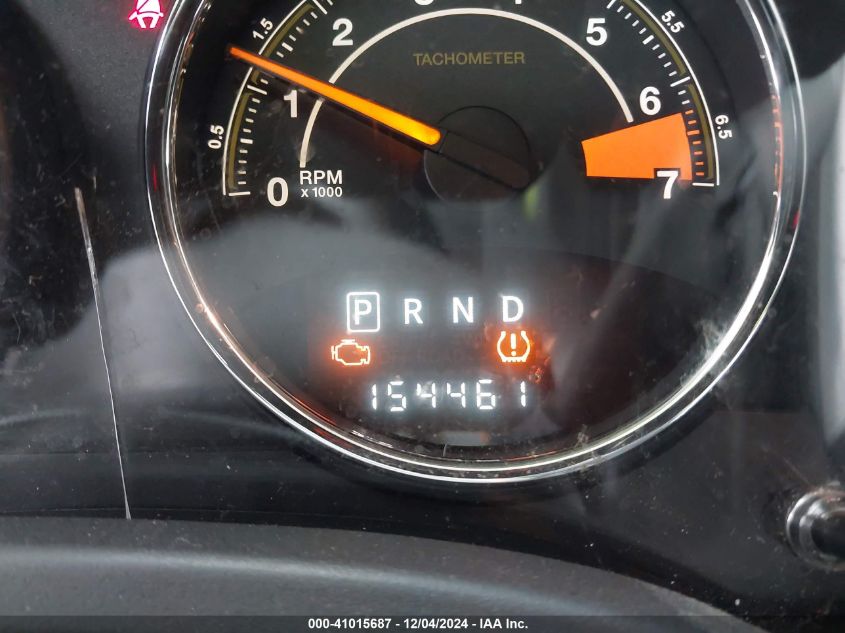 1.5 2 5 5.5
TACHOMETER
0.5 1 6 6.5
0 RPM 7
x 1000
P R N D
154461
000-41015687 - 12/04/2024 - IAA Inc.